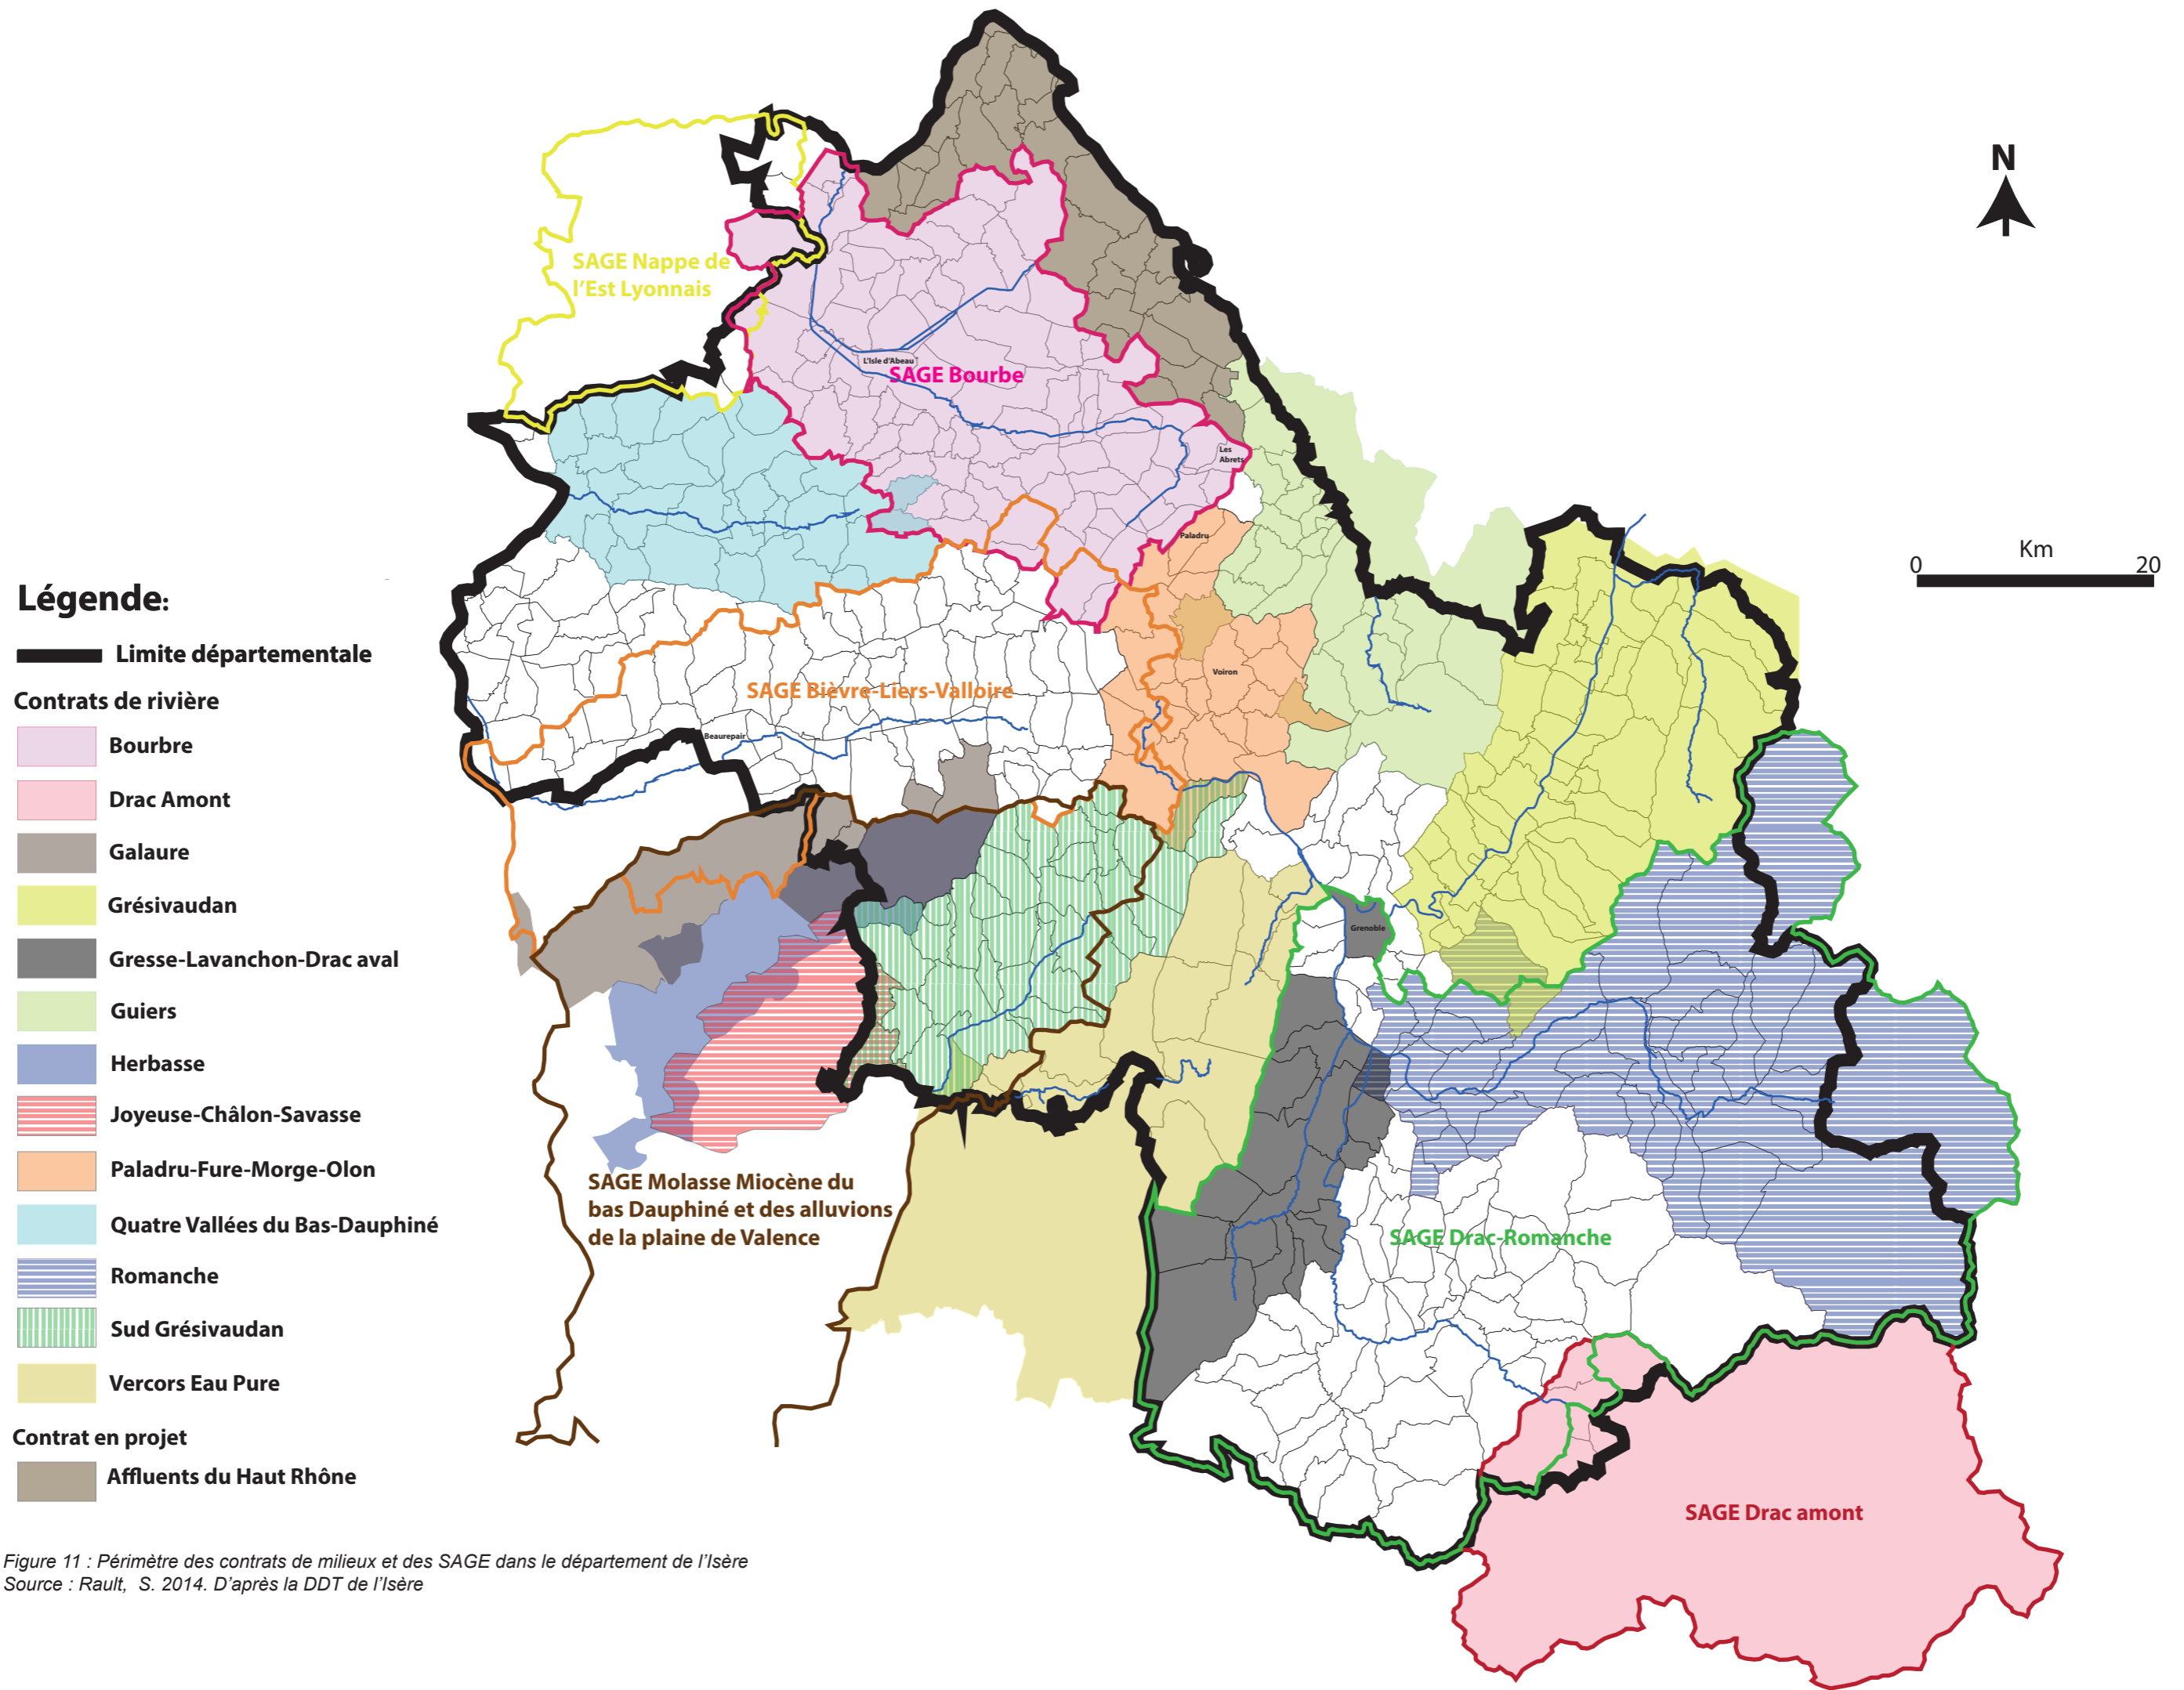 N
Km
0
20
SAGE Nappe de
l'Est Lyonnais
L'Isle d'Abeau
SAGE Bourbe
Les
Abrets
Paladru
Voiron
SAGE Bièvre-Liers-Valloire
Beaurepair
Grenoble
SAGE Molasse Miocène du
bas Dauphiné et des alluvions
de la plaine de Valence
SAGE Drac-Romanche
SAGE Drac amont
Légende:
Limite départementale
Contrats de rivière
Bourbre
Drac Amont
Galaure
Grésivaudan
Gresse-Lavanchon-Drac aval
Guiers
Herbasse
Joyeuse-Châlon-Savasse
Paladru-Fure-Morge-Olon
Quatre Vallées du Bas-Dauphiné
Romanche
Sud Grésivaudan
Vercors Eau Pure
Contrat en projet
Affluents du Haut Rhône
Figure 11 : Périmètre des contrats de milieux et des SAGE dans le département de l'Isère
Source : Rault, S. 2014. D'après la DDT de l'Isère